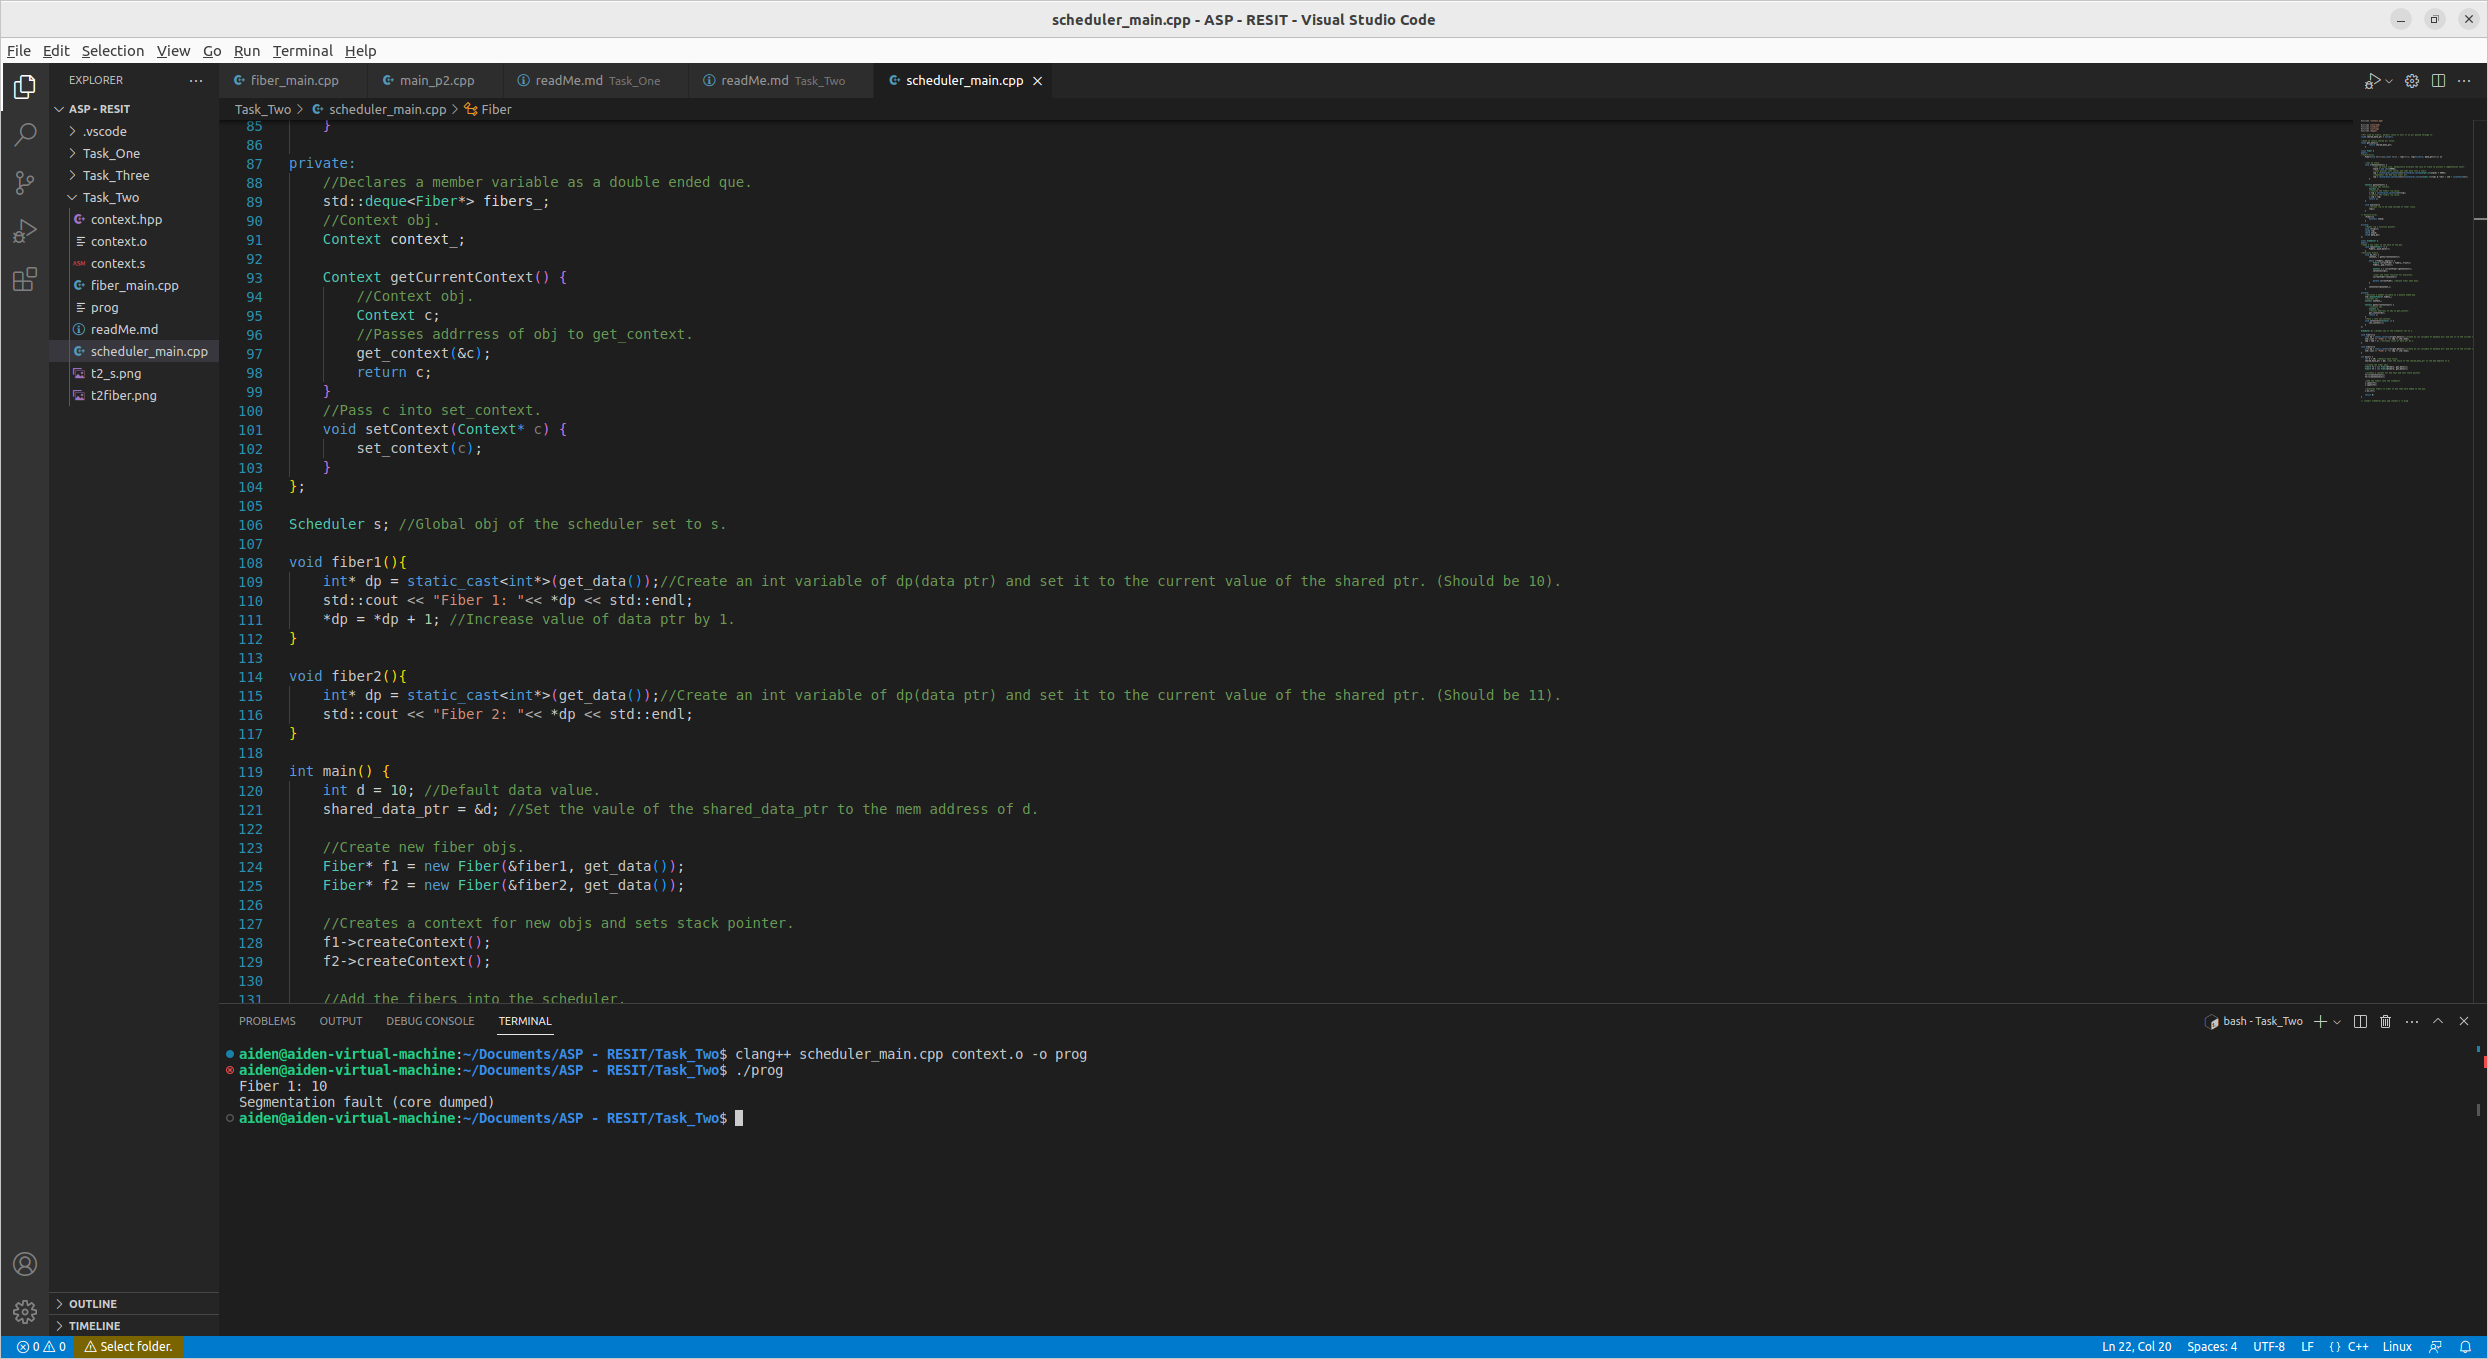 scheduler_main.cpp - ASP - RESIT - Visual Studio Code
File Edit Selection View Go Run Terminal Help
EXPLORER
ASP - RESIT
.vscode
Task_One
Task_Three
Task_Two
context.hpp
context.o
ASM context.s
fiber_main.cpp
prog
readMe.md
scheduler_main.cpp
t2_s.png
t2fiber.png
OUTLINE
TIMELINE
fiber_main.cpp main_p2.cpp readMe.md Task_One readMe.md Task_Two scheduler_main.cpp
Task_Two > scheduler_main.cpp > Fiber
85 }
86
87 private:
88 //Declares a member variable as a double ended que.
89 std::deque<Fiber*> fibers_;
90 //Context obj.
91 Context context_;
92
93 Context getCurrentContext() {
94 //Context obj.
95 Context c;
96 //Passes addrress of obj to get_context.
97 get_context(&c);
98 return c;
99 }
100 //Pass c into set_context.
101 void setContext(Context* c) {
102 set_context(c);
103 }
104 };
105
106 Scheduler s; //Global obj of the scheduler set to s.
107
108 void fiber1(){
109 int* dp = static_cast<int*>(get_data());//Create an int variable of dp(data ptr) and set it to the current value of the shared ptr. (Should be 10).
110 std::cout << "Fiber 1: "<< *dp << std::endl;
111 *dp = *dp + 1; //Increase value of data ptr by 1.
112 }
113
114 void fiber2(){
115 int* dp = static_cast<int*>(get_data());//Create an int variable of dp(data ptr) and set it to the current value of the shared ptr. (Should be 11).
116 std::cout << "Fiber 2: "<< *dp << std::endl;
117 }
118
119 int main() {
120 int d = 10; //Default data value.
121 shared_data_ptr = &d; //Set the vaule of the shared_data_ptr to the mem address of d.
122
123 //Create new fiber objs.
124 Fiber* f1 = new Fiber(&fiber1, get_data());
125 Fiber* f2 = new Fiber(&fiber2, get_data());
126
127 //Creates a context for new objs and sets stack pointer.
128 f1->createContext();
129 f2->createContext();
130
131 //Add the fibers into the scheduler.
PROBLEMS OUTPUT DEBUG CONSOLE TERMINAL
bash - Task_Two
aiden@aiden-virtual-machine:~/Documents/ASP - RESIT/Task_Two$ clang++ scheduler_main.cpp context.o -o prog
aiden@aiden-virtual-machine:~/Documents/ASP - RESIT/Task_Two$ ./prog
Fiber 1: 10
Segmentation fault (core dumped)
aiden@aiden-virtual-machine:~/Documents/ASP - RESIT/Task_Two$
0 0 Select folder.
Ln 22, Col 20 Spaces: 4 UTF-8 LF {} C++ Linux